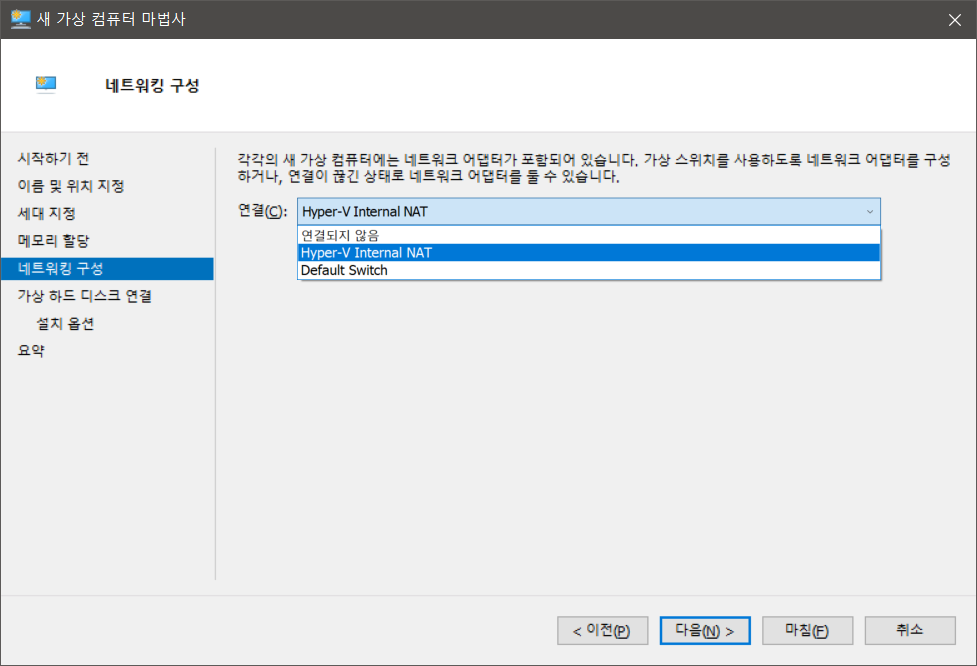 새 가상 컴퓨터 마법사
네트워킹 구성
시작하기 전
이름 및 위치 지정
세대 지정
메모리 할당
네트워킹 구성
가상 하드 디스크 연결
설치 옵션
요약
각각의 새 가상 컴퓨터에는 네트워크 어댑터가 포함되어 있습니다. 가상 스위치를 사용하도록 네트워크 어댑터를 구성
하거나, 연결이 끊긴 상태로 네트워크 어댑터를 둘 수 있습니다.
연결(C): Hyper-V Internal NAT
연결되지 않음
Hyper-V Internal NAT
Default Switch
< 이전(P) 다음(N) > 마침(F) 취소